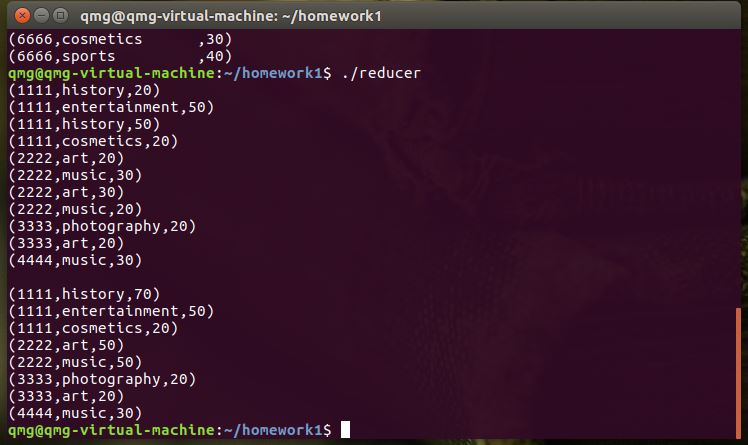 qmg@qmg-virtual-machine: ~/homework1
(6666,cosmetics      ,30)
(6666,sports         ,40)
qmg@qmg-virtual-machine:~/homework1$ ./reducer
(1111,history,20)
(1111,entertainment,50)
(1111,history,50)
(1111,cosmetics,20)
(2222,art,20)
(2222,music,30)
(2222,art,30)
(2222,music,20)
(3333,photography,20)
(3333,art,20)
(4444,music,30)

(1111,history,70)
(1111,entertainment,50)
(1111,cosmetics,20)
(2222,art,50)
(2222,music,50)
(3333,photography,20)
(3333,art,20)
(4444,music,30)
qmg@qmg-virtual-machine:~/homework1$